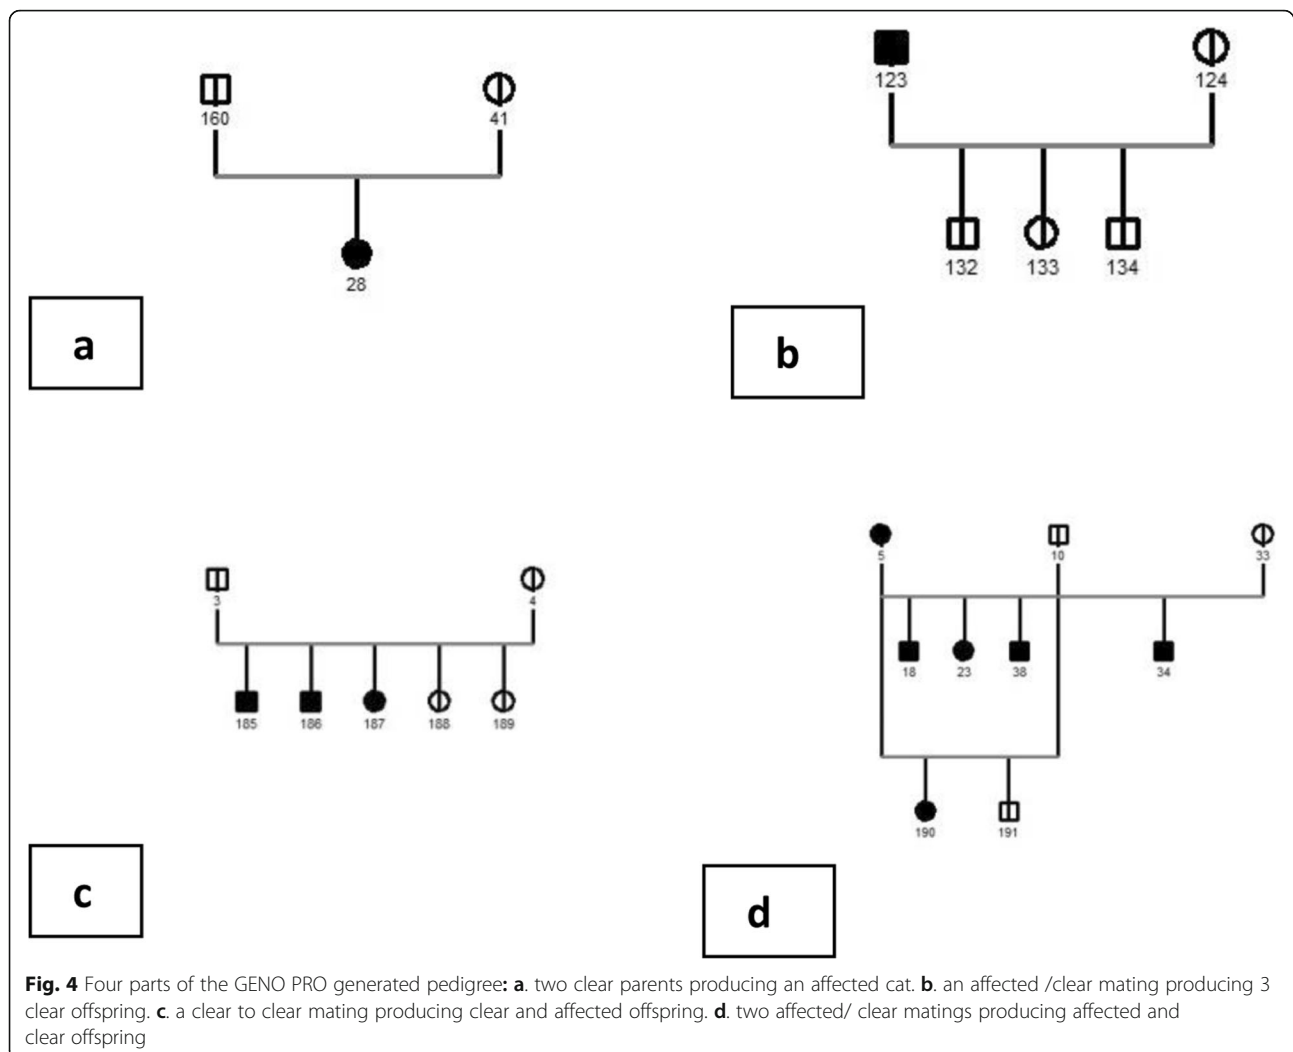 160
41
28
a
123
124
132 133 134
b
3
4
185 186 187 188 189
c
5
10
33
18 23 38 34
190 191
d
Fig. 4 Four parts of the GENO PRO generated pedigree: a. two clear parents producing an affected cat. b. an affected /clear mating producing 3
clear offspring. c. a clear to clear mating producing clear and affected offspring. d. two affected/ clear matings producing affected and
clear offspring